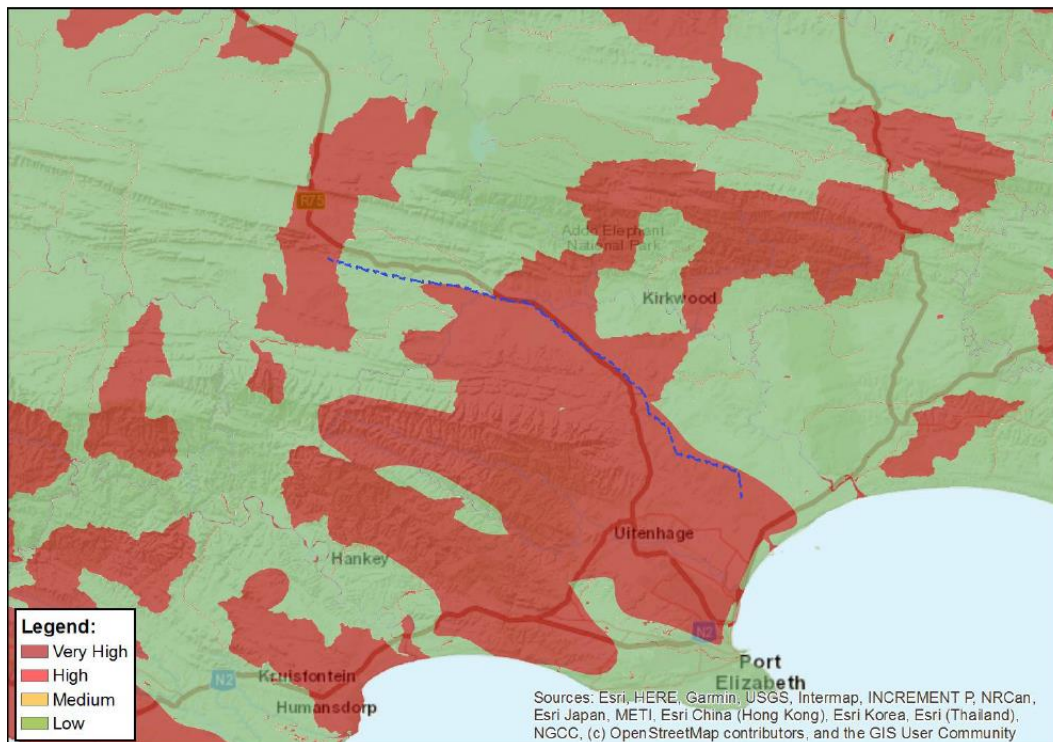 R75
Addo Elephant
National Park
Kirkwood
Uitenhage
Hankey
Legend:
Very High
High
Medium
Low
N2
Kruisfontein
Humansdorp
N2
Port
Elizabeth
Sources: Esri, HERE, Garmin, USGS, Intermap, INCREMENT P, NRCan,
Esri Japan, METI, Esri China (Hong Kong), Esri Korea, Esri (Thailand),
NGCC, (c) OpenStreetMap contributors, and the GIS User Community